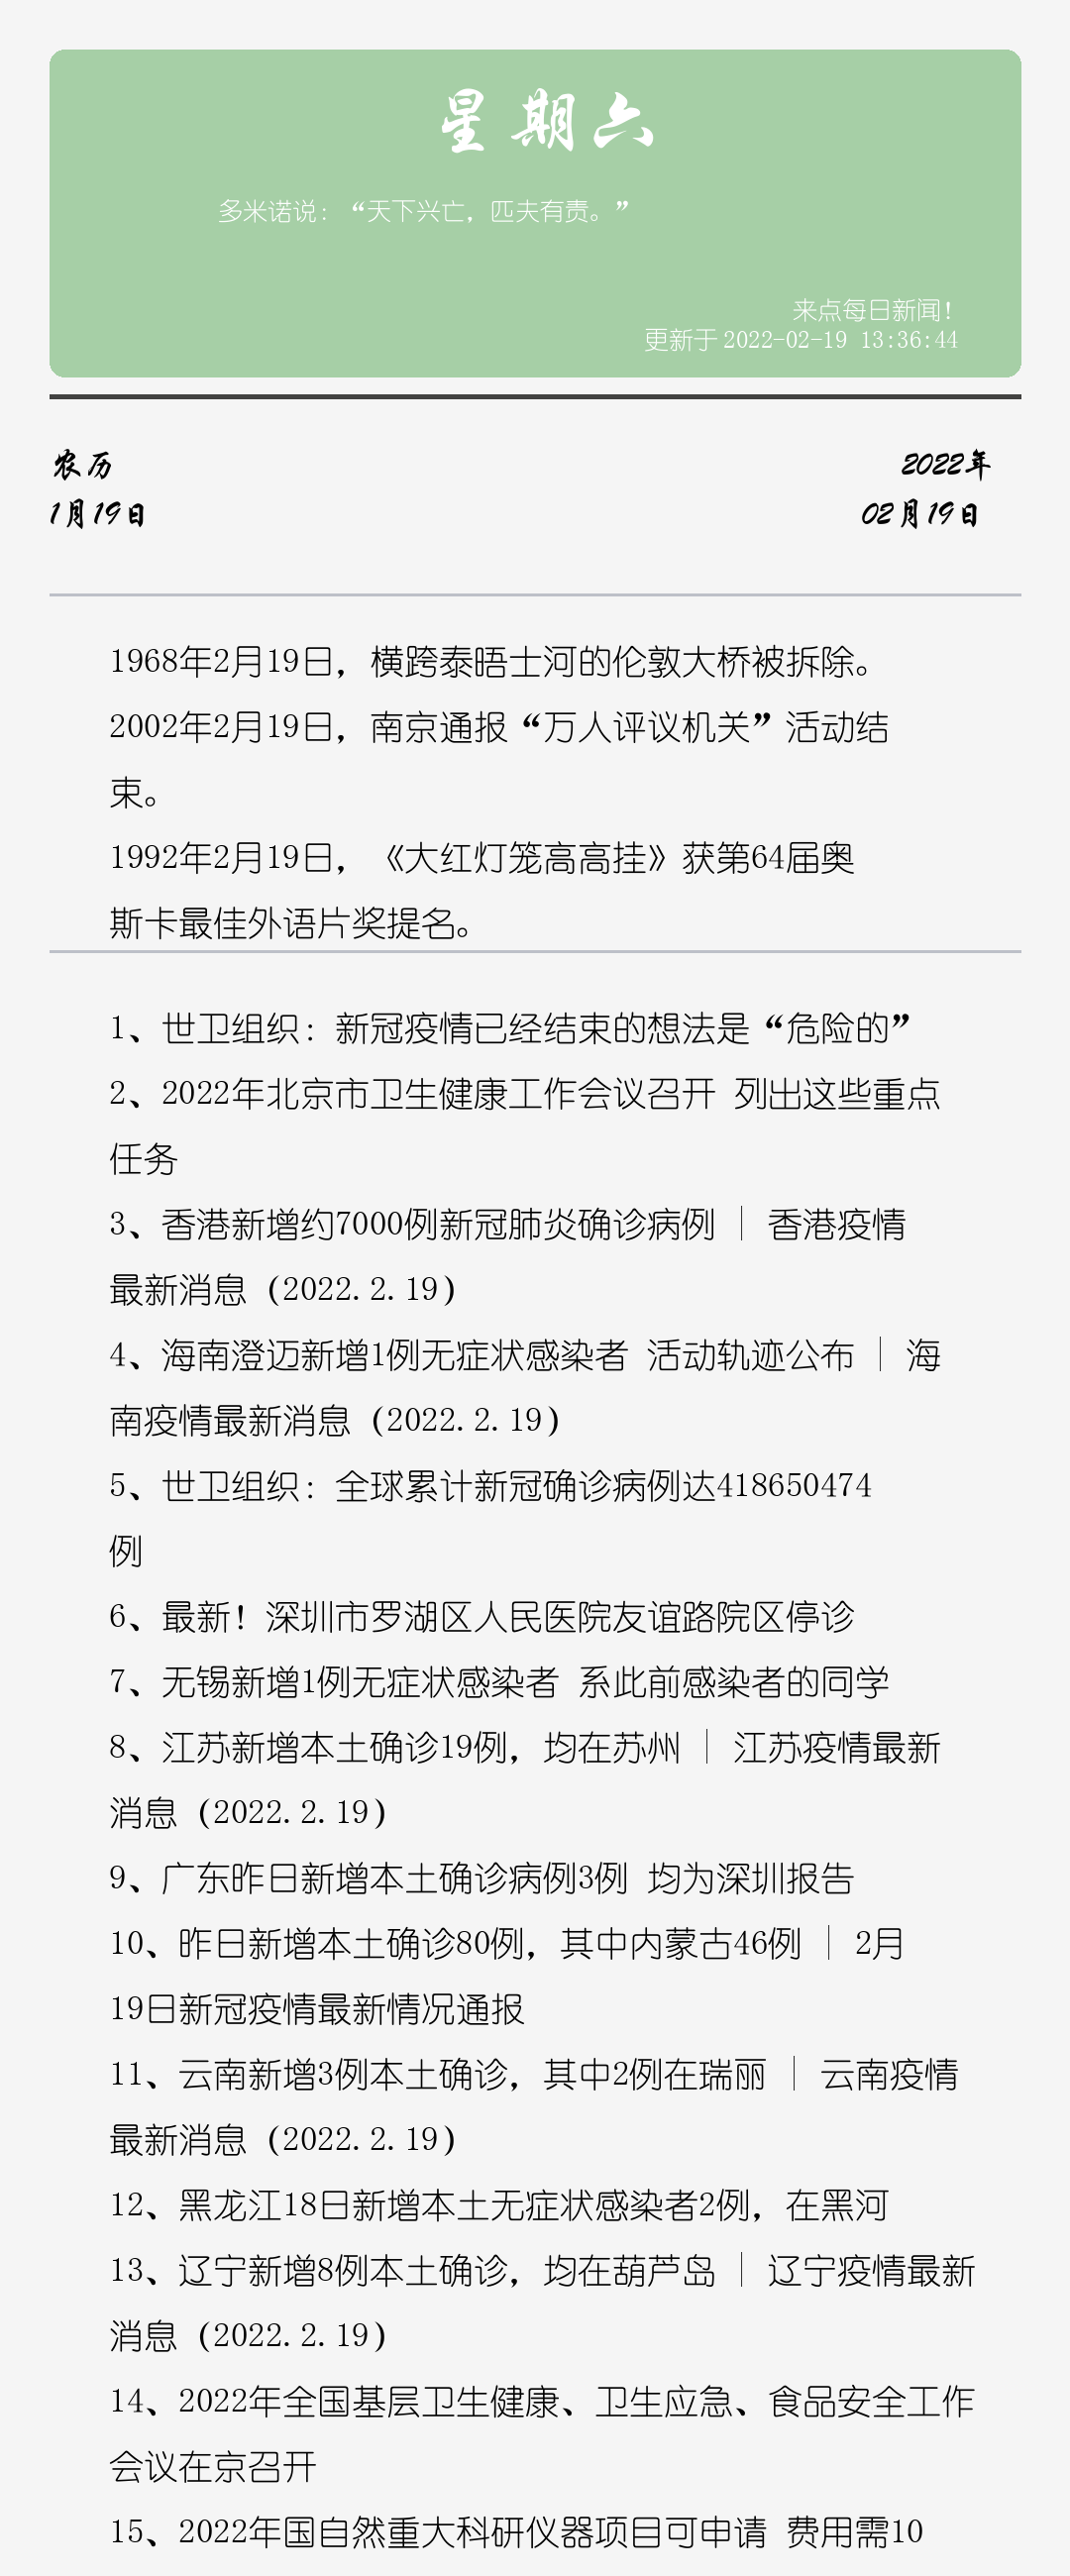 星期六
多米诺说：“天下兴亡，匹夫有责。”
来点每日新闻！
更新于 2022-02-19 13:36:44
农历
2022年
1月19日
02月19日
1968年2月19日，横跨泰晤士河的伦敦大桥被拆除。
2002年2月19日，南京通报“万人评议机关”活动结
束。
1992年2月19日，《大红灯笼高高挂》获第64届奥
斯卡最佳外语片奖提名。
1、世卫组织：新冠疫情已经结束的想法是“危险的”
2、2022年北京市卫生健康工作会议召开 列出这些重点
任务
3、香港新增约7000例新冠肺炎确诊病例 | 香港疫情
最新消息（2022.2.19）
4、海南澄迈新增1例无症状感染者 活动轨迹公布 | 海
南疫情最新消息（2022.2.19）
5、世卫组织：全球累计新冠确诊病例达418650474
例
6、最新！深圳市罗湖区人民医院友谊路院区停诊
7、无锡新增1例无症状感染者 系此前感染者的同学
8、江苏新增本土确诊19例，均在苏州 | 江苏疫情最新
消息（2022.2.19）
9、广东昨日新增本土确诊病例3例 均为深圳报告
10、昨日新增本土确诊80例，其中内蒙古46例 | 2月
19日新冠疫情最新情况通报
11、云南新增3例本土确诊，其中2例在瑞丽 | 云南疫情
最新消息（2022.2.19）
12、黑龙江18日新增本土无症状感染者2例，在黑河
13、辽宁新增8例本土确诊，均在葫芦岛 | 辽宁疫情最新
消息（2022.2.19）
14、2022年全国基层卫生健康、卫生应急、食品安全工作
会议在京召开
15、2022年国自然重大科研仪器项目可申请 费用需10